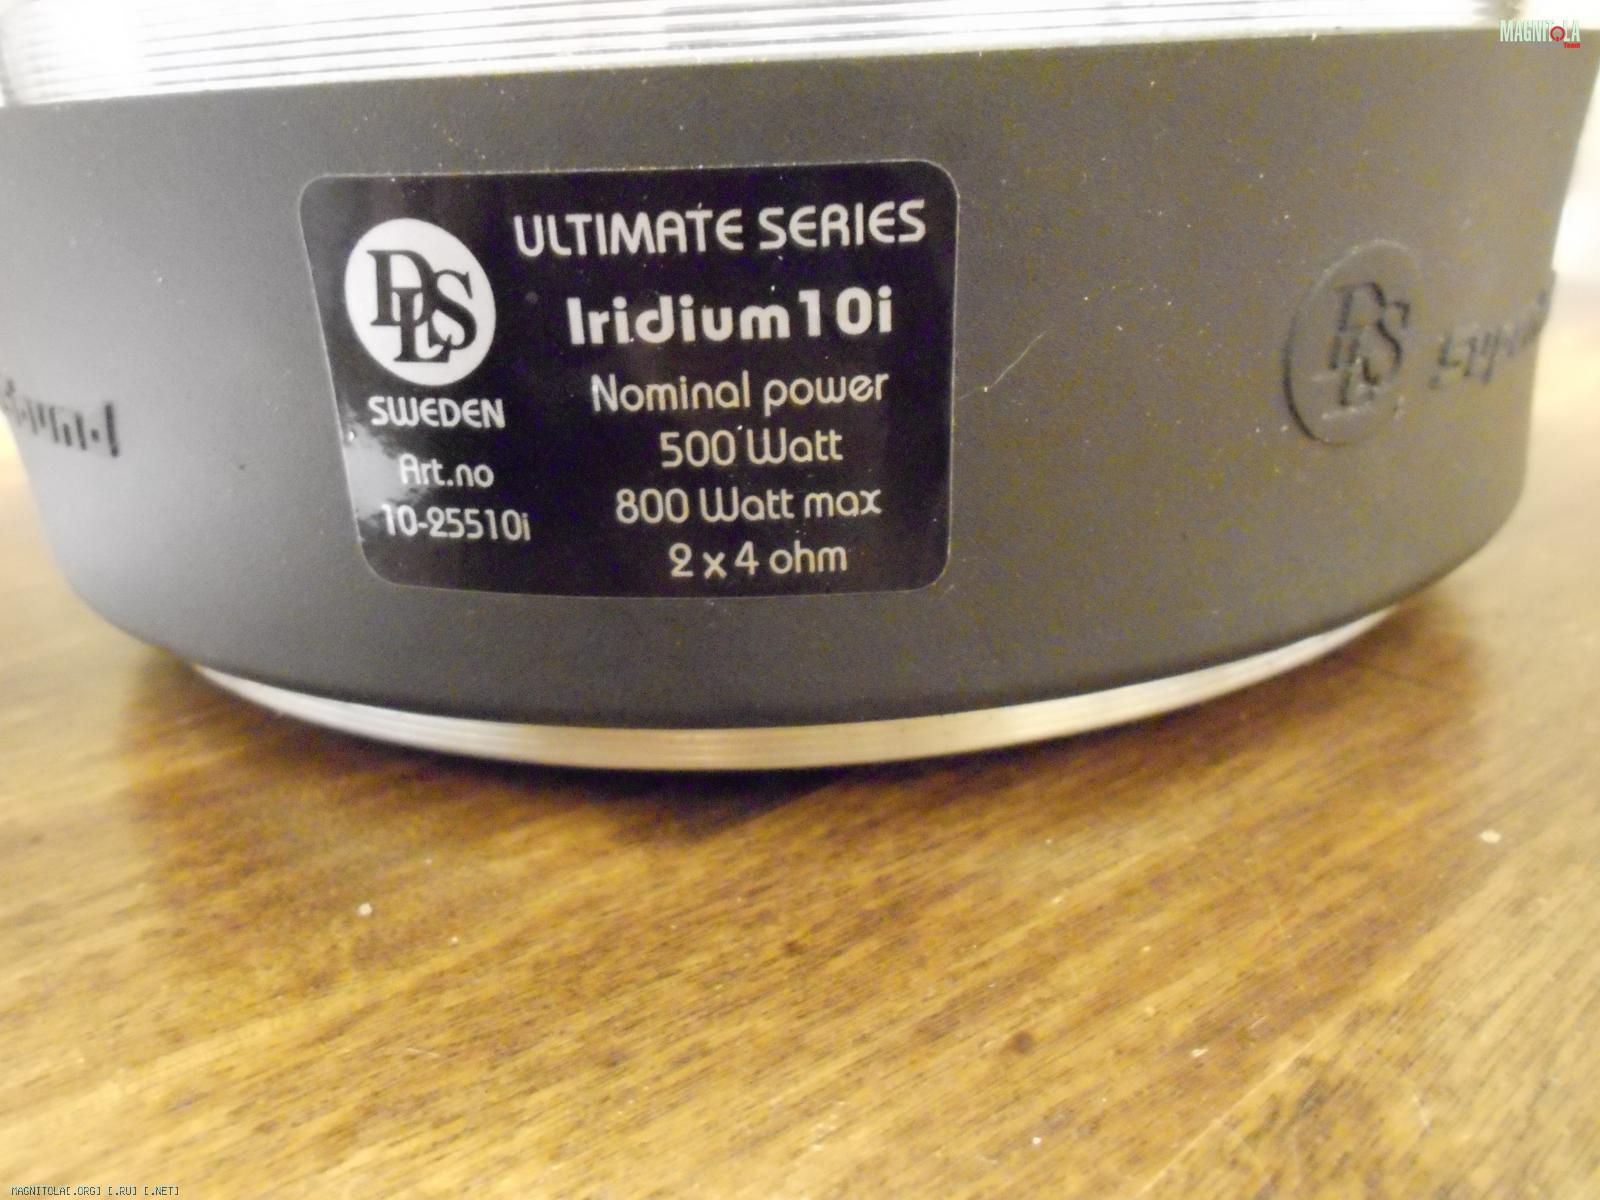 MAGNITOLA
Team
ULTIMATE SERIES
Iridium10i
DLS
SWEDEN
Art.no
10-25510i
Nominal power
500 Watt
800 Watt max
2 x 4 ohm
DLS
MAGNITOLA[.ORG] [.RU] [.NET]